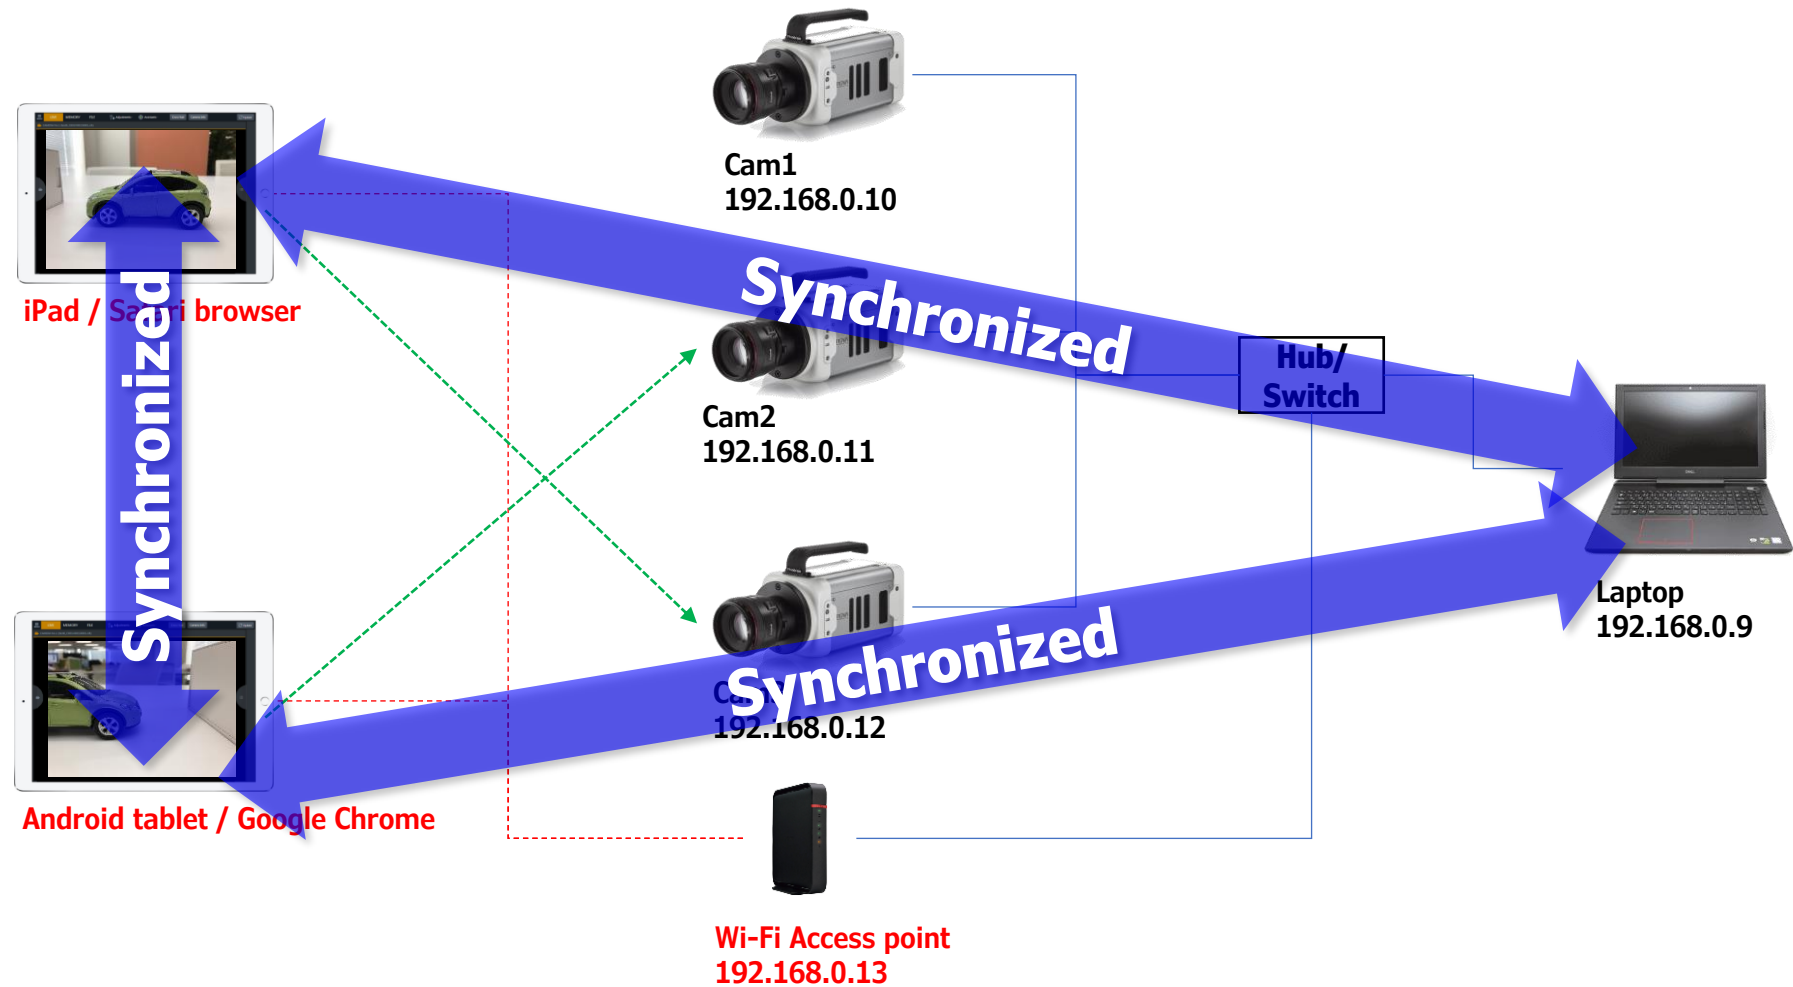 Cam1
192.168.0.10
iPad / Safari browser
Synchronized
Synchronized
Hub/
Switch
Cam2
192.168.0.11
Laptop
192.168.0.9
Synchronized
Cam3
192.168.0.12
Android tablet / Google Chrome
Wi-Fi Access point
192.168.0.13